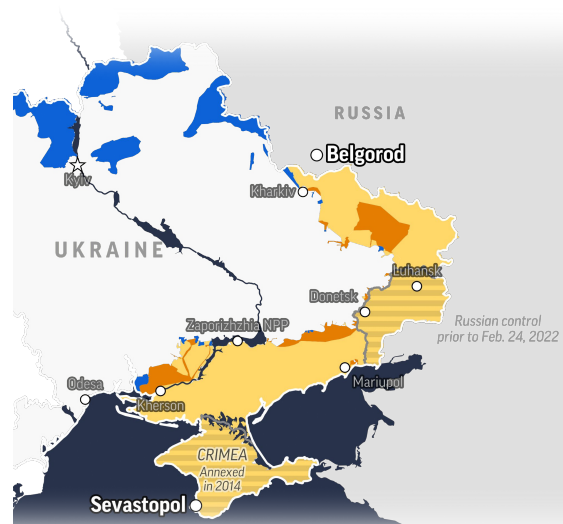 RUSSIA
Belgorod
Kyiv
Kharkiv
UKRAINE
Luhansk
Donetsk
Zaporizhzhia NPP
Russian control
prior to Feb. 24, 2022
Odesa
Mariupol
Kherson
CRIMEA
Annexed
in 2014
Sevastopol